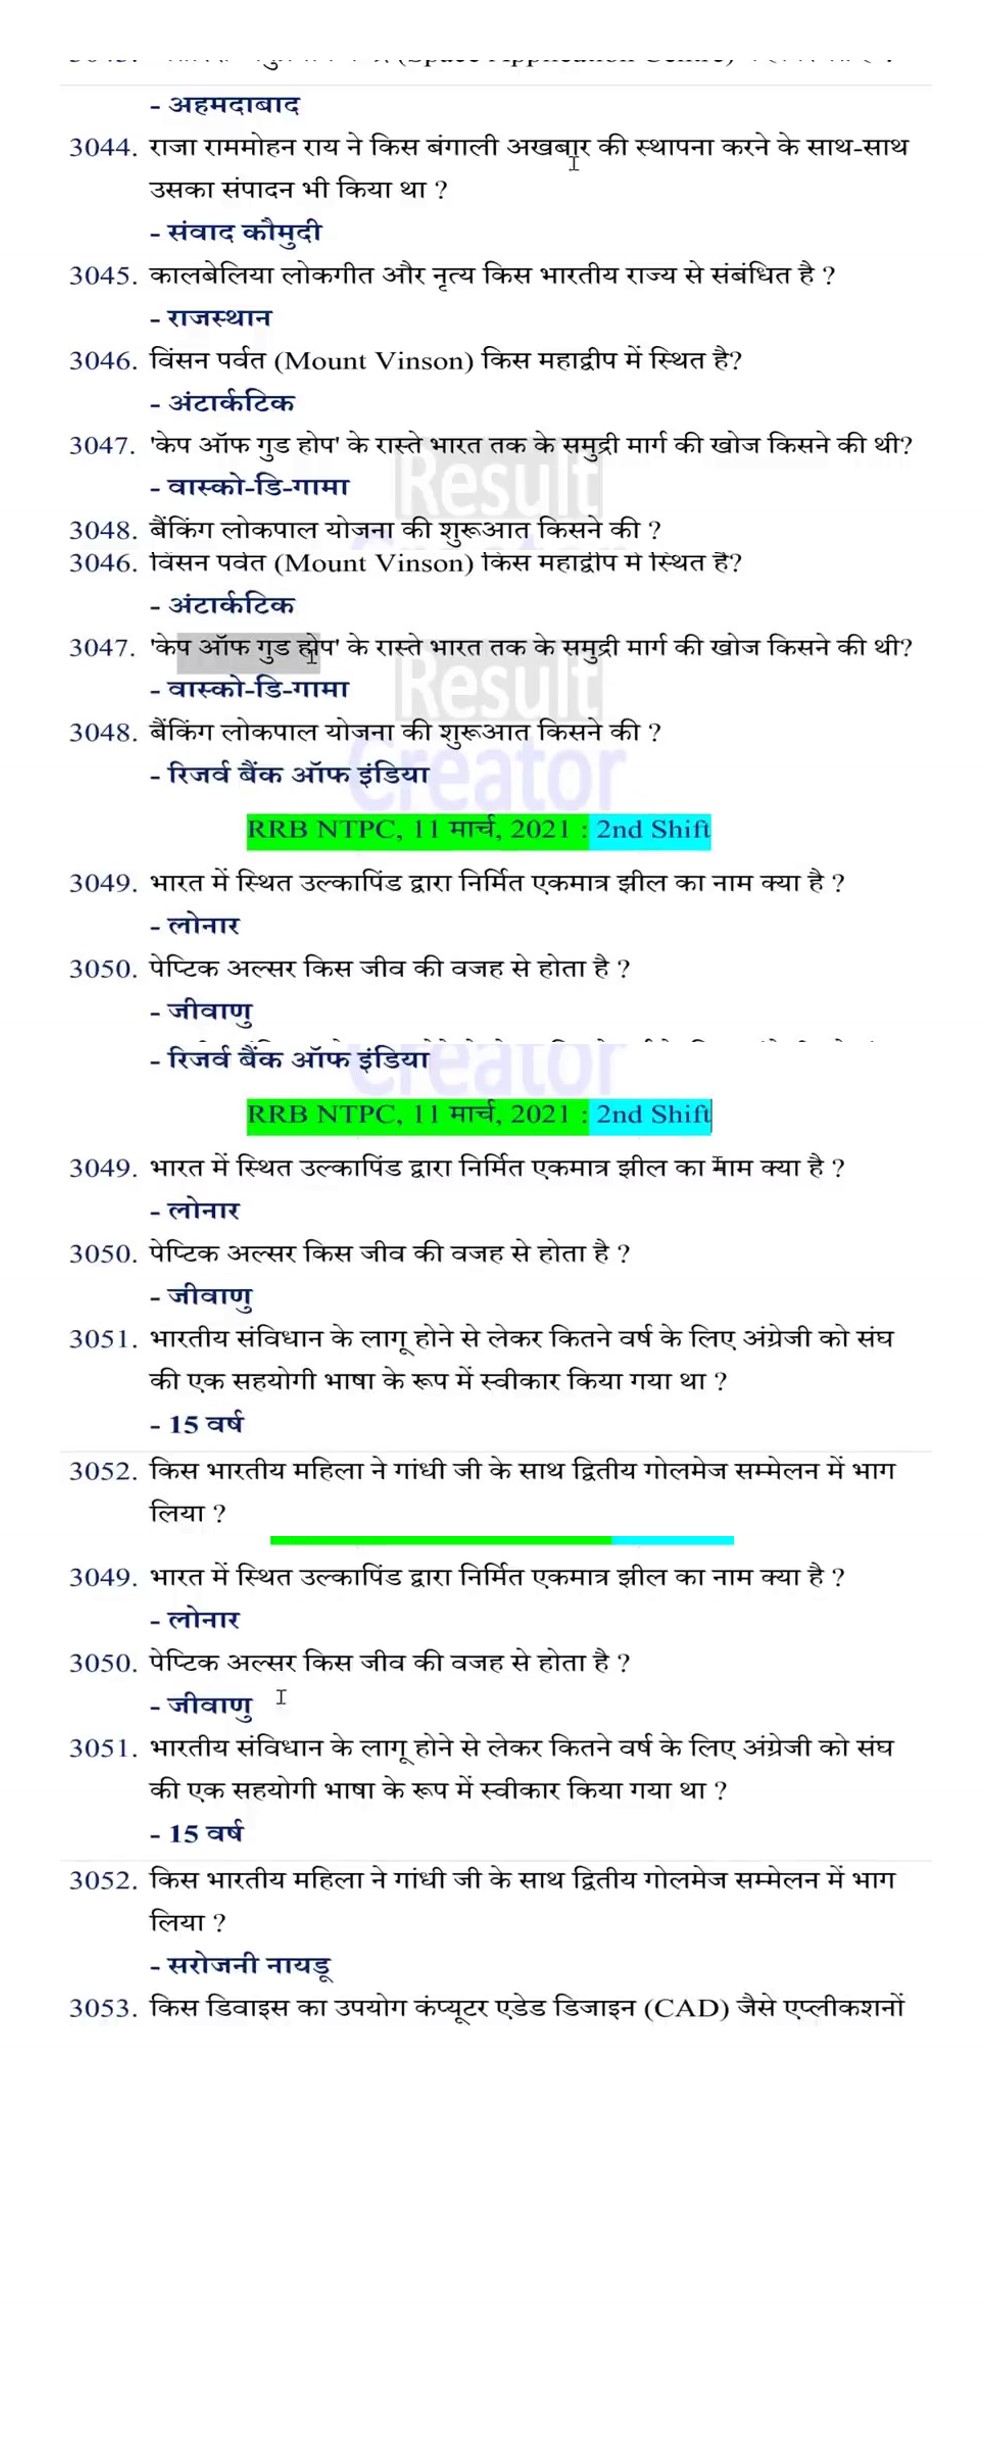 (Space Application Centre)
- अहमदाबाद
3044. राजा राममोहन राय ने किस बंगाली अखबार की स्थापना करने के साथ-साथ
उसका संपादन भी किया था ?
- संवाद कौमुदी
3045. कालबेलिया लोकगीत और नृत्य किस भारतीय राज्य से संबंधित है ?
- राजस्थान
3046. विंसन पर्वत (Mount Vinson) किस महाद्वीप में स्थित है?
- अंटार्कटिक
3047. 'केप ऑफ गुड होप' के रास्ते भारत तक के समुद्री मार्ग की खोज किसने की थी?
Result
- वास्को-डि-गामा
3048. बैंकिंग लोकपाल योजना की शुरूआत किसने की ?
3046. विंसन पर्वत (Mount Vinson) किस महाद्वीप में स्थित है?
- अंटार्कटिक
3047. 'केप ऑफ गुड होप' के रास्ते भारत तक के समुद्री मार्ग की खोज किसने की थी?
Result
- वास्को-डि-गामा
3048. बैंकिंग लोकपाल योजना की शुरूआत किसने की ?
Creator
- रिजर्व बैंक ऑफ इंडिया
RRB NTPC, 11 मार्च, 2021 : 2nd Shift
3049. भारत में स्थित उल्कापिंड द्वारा निर्मित एकमात्र झील का नाम क्या है ?
- लोनार
3050. पेप्टिक अल्सर किस जीव की वजह से होता है ?
- जीवाणु
Creator
- रिजर्व बैंक ऑफ इंडिया
RRB NTPC, 11 मार्च, 2021 : 2nd Shift
3049. भारत में स्थित उल्कापिंड द्वारा निर्मित एकमात्र झील का नाम क्या है ?
- लोनार
3050. पेप्टिक अल्सर किस जीव की वजह से होता है ?
- जीवाणु
3051. भारतीय संविधान के लागू होने से लेकर कितने वर्ष के लिए अंग्रेजी को संघ
की एक सहयोगी भाषा के रूप में स्वीकार किया गया था ?
- 15 वर्ष
3052. किस भारतीय महिला ने गांधी जी के साथ द्वितीय गोलमेज सम्मेलन में भाग
लिया ?
3049. भारत में स्थित उल्कापिंड द्वारा निर्मित एकमात्र झील का नाम क्या है ?
- लोनार
3050. पेप्टिक अल्सर किस जीव की वजह से होता है ?
- जीवाणु
3051. भारतीय संविधान के लागू होने से लेकर कितने वर्ष के लिए अंग्रेजी को संघ
की एक सहयोगी भाषा के रूप में स्वीकार किया गया था ?
- 15 वर्ष
3052. किस भारतीय महिला ने गांधी जी के साथ द्वितीय गोलमेज सम्मेलन में भाग
लिया ?
- सरोजनी नायडू
3053. किस डिवाइस का उपयोग कंप्यूटर एडेड डिजाइन (CAD) जैसे एप्लीकशनों